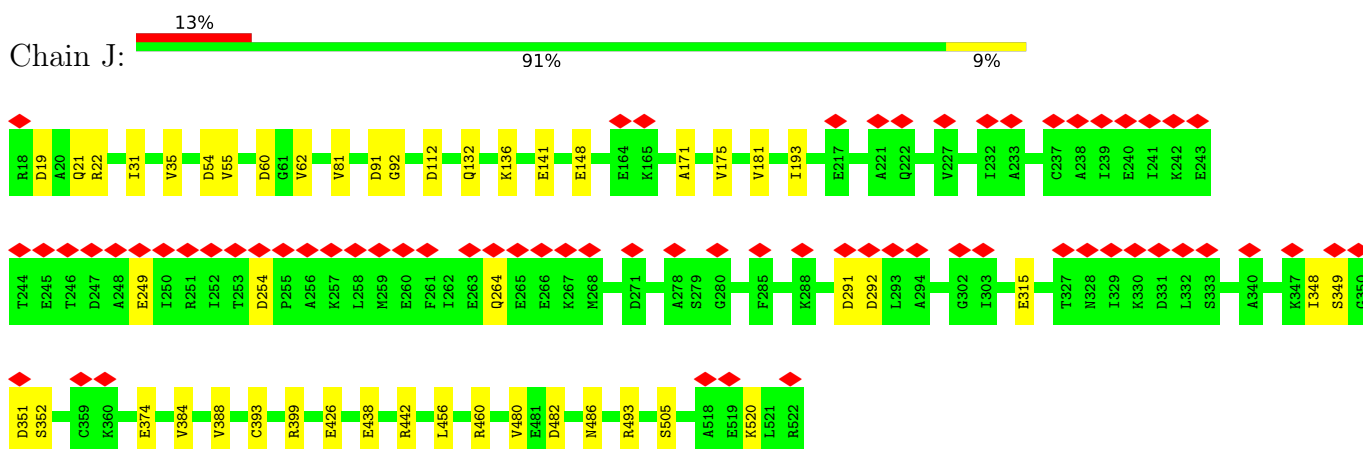 13%
Chain J:
91% 9%
R18 D19 A20 Q21 R22 I31 V35 D54 V55 D60 G61 V62 V81 D91 G92 D112 Q132 K136 E141 E148 E164 K165 A171 V175 V181 I193 E217 A221 Q222 V227 I232 A233 C237 A238 I239 E240 I241 K242 E243
T244 E245 T246 D247 A248 E249 I250 R251 I252 T253 D254 P255 A256 K257 L258 M259 E260 F261 I262 E263 Q264 E265 E266 K267 M268 D271 A278 S279 G280 F285 K288 D291 D292 L293 A294 G302 I303 E315 T327 N328 I329 K330 D331 L332 S333 A340 K347 I348 S349
D351 S352 C359 K360 E374 V384 V388 C393 R399 E426 E438 R442 L456 R460 V480 E481 D482 N486 R493 S505 A518 E519 K520 L521 R522